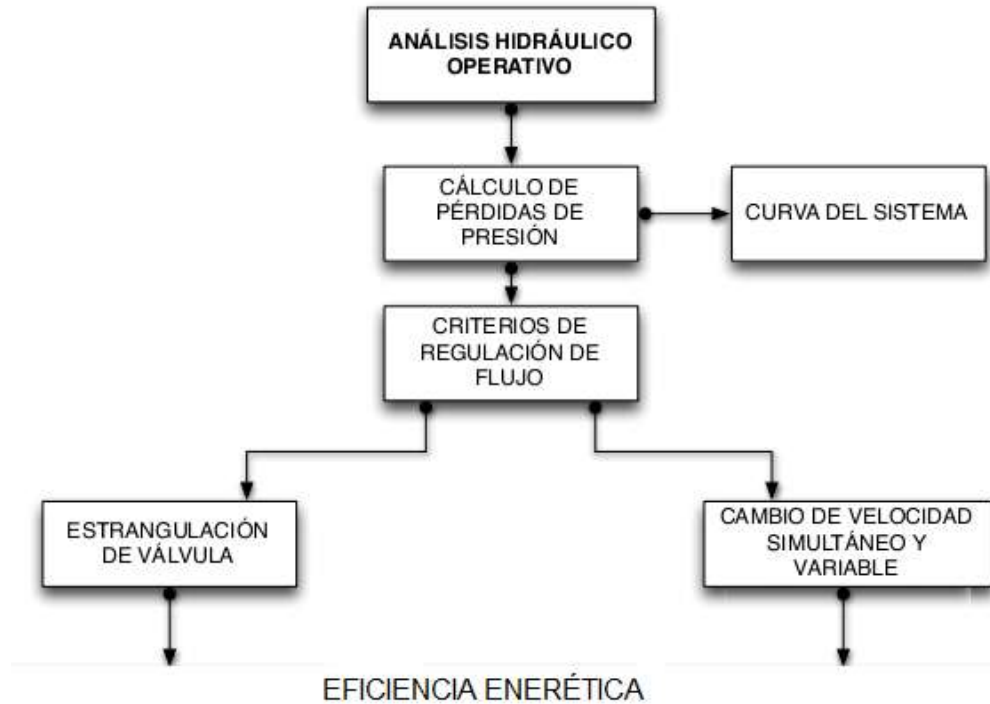 ANÁLISIS HIDRÁULICO
OPERATIVO
CÁLCULO DE
PÉRDIDAS DE
PRESIÓN
CURVA DEL SISTEMA
CRITERIOS DE
REGULACIÓN DE
FLUJO
ESTRANGULACIÓN
DE VÁLVULA
CAMBIO DE VELOCIDAD
SIMULTÁNEO Y
VARIABLE
EFICIENCIA ENERÉTICA